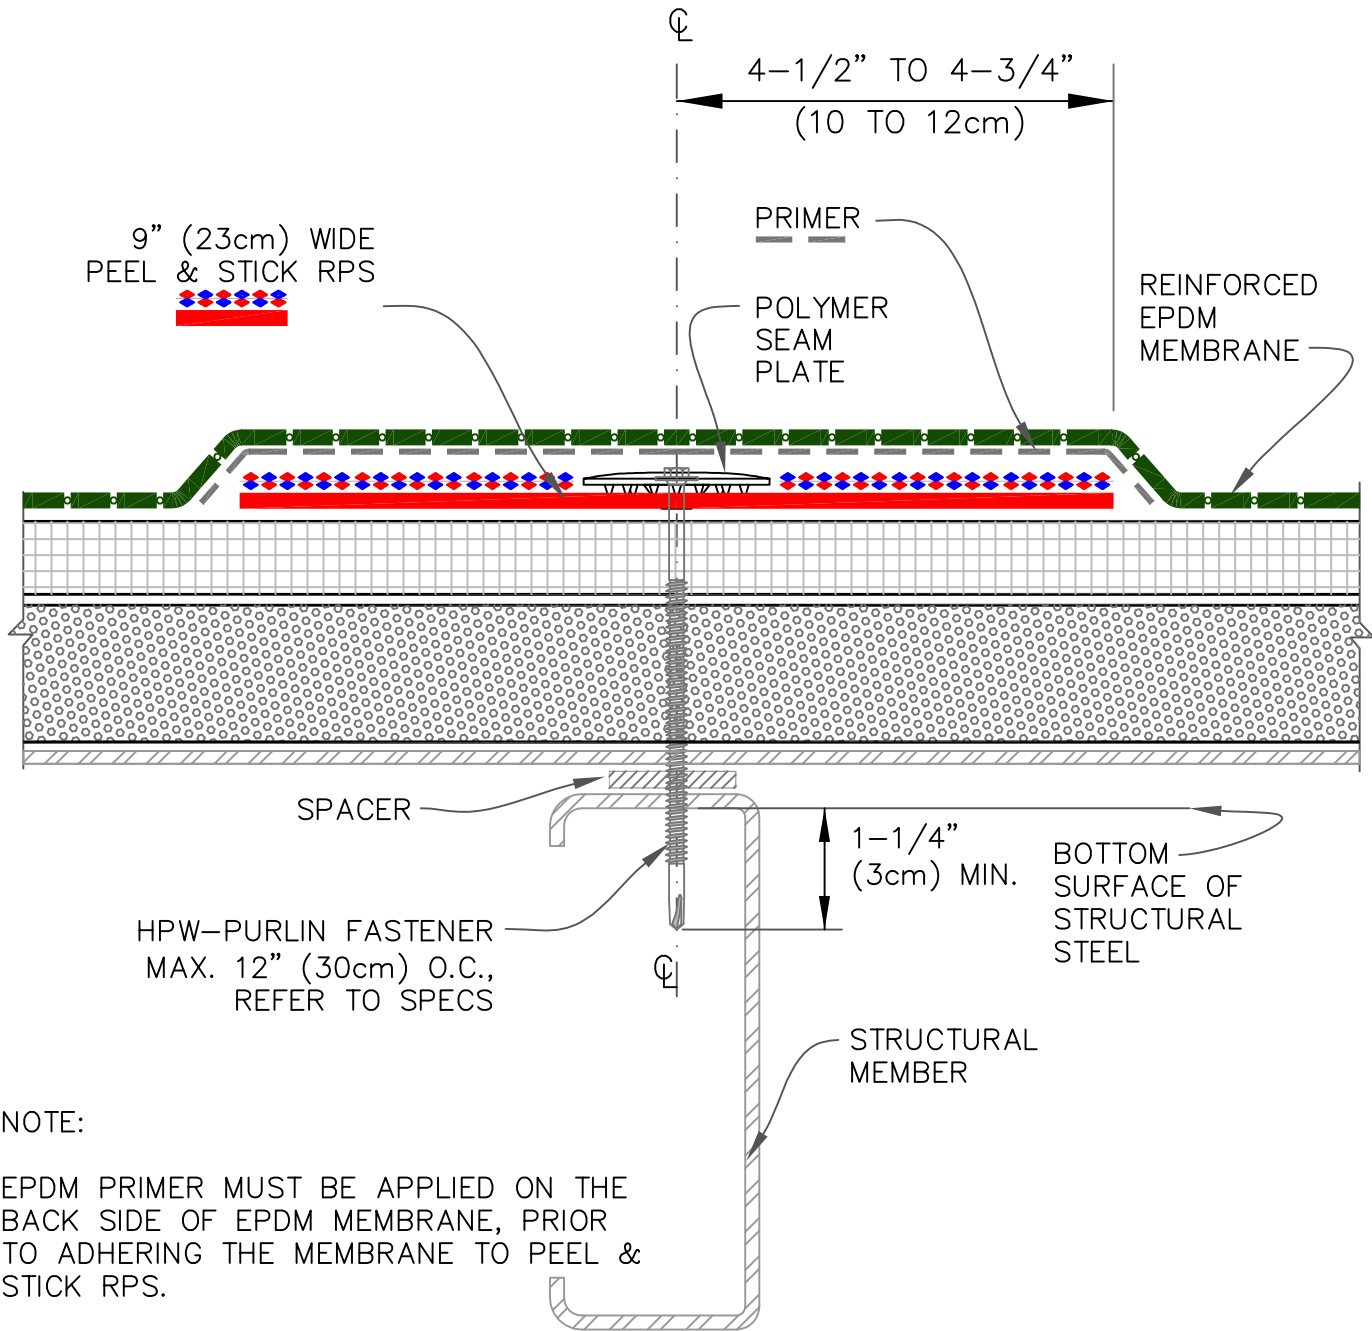 ℄
4-1/2" TO 4-3/4"
(10 TO 12cm)
PRIMER
9" (23cm) WIDE
PEEL & STICK RPS
POLYMER
SEAM
PLATE
REINFORCED
EPDM
MEMBRANE
SPACER
1-1/4"
(3cm) MIN.
BOTTOM
SURFACE OF
STRUCTURAL
STEEL
HPW-PURLIN FASTENER
MAX. 12" (30cm) O.C.,
REFER TO SPECS
℄
STRUCTURAL
MEMBER
NOTE:
EPDM PRIMER MUST BE APPLIED ON THE
BACK SIDE OF EPDM MEMBRANE, PRIOR
TO ADHERING THE MEMBRANE TO PEEL &
STICK RPS.